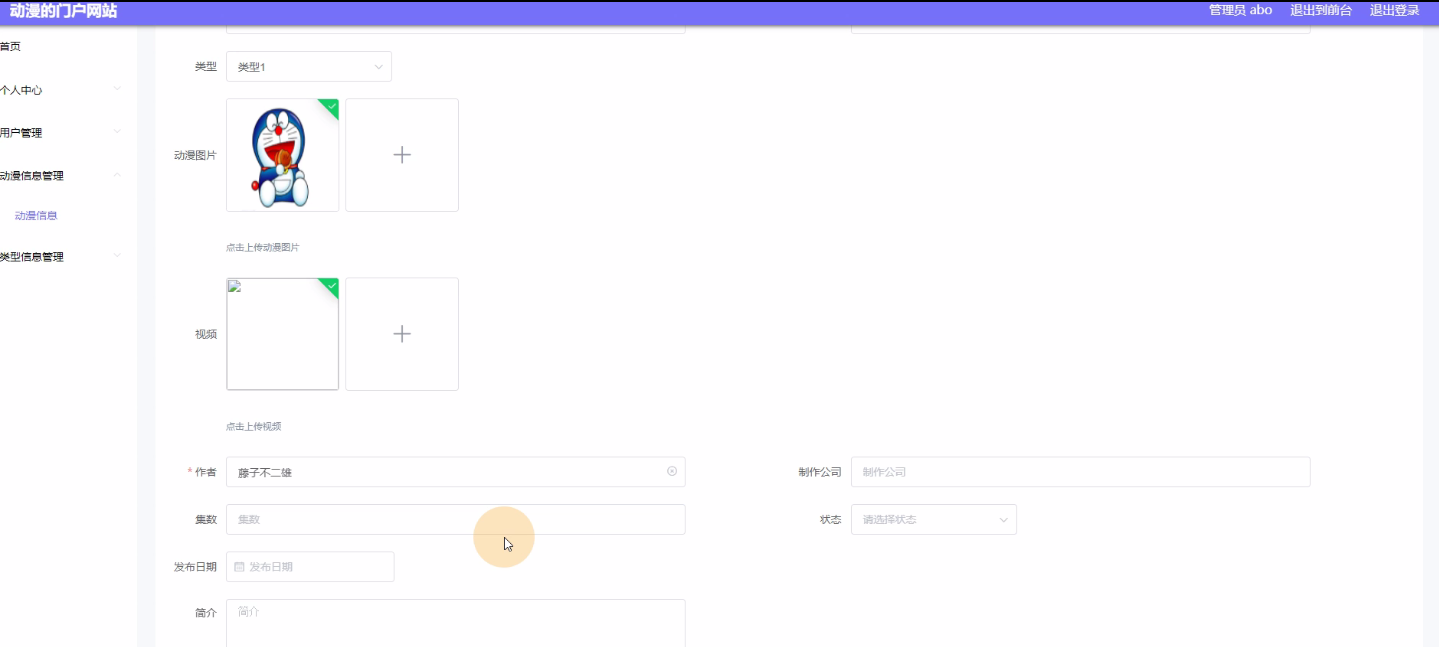 动漫的门户网站
管理员 abo 退出到前台 退出登录
首页
个人中心
用户管理
动漫信息管理
动漫信息
类型信息管理
类型 类型1
动漫图片
点击上传动漫图片
视频
点击上传视频
* 作者 藤子不二雄
制作公司 制作公司
集数 集数
状态 请选择状态
发布日期 发布日期
简介 简介